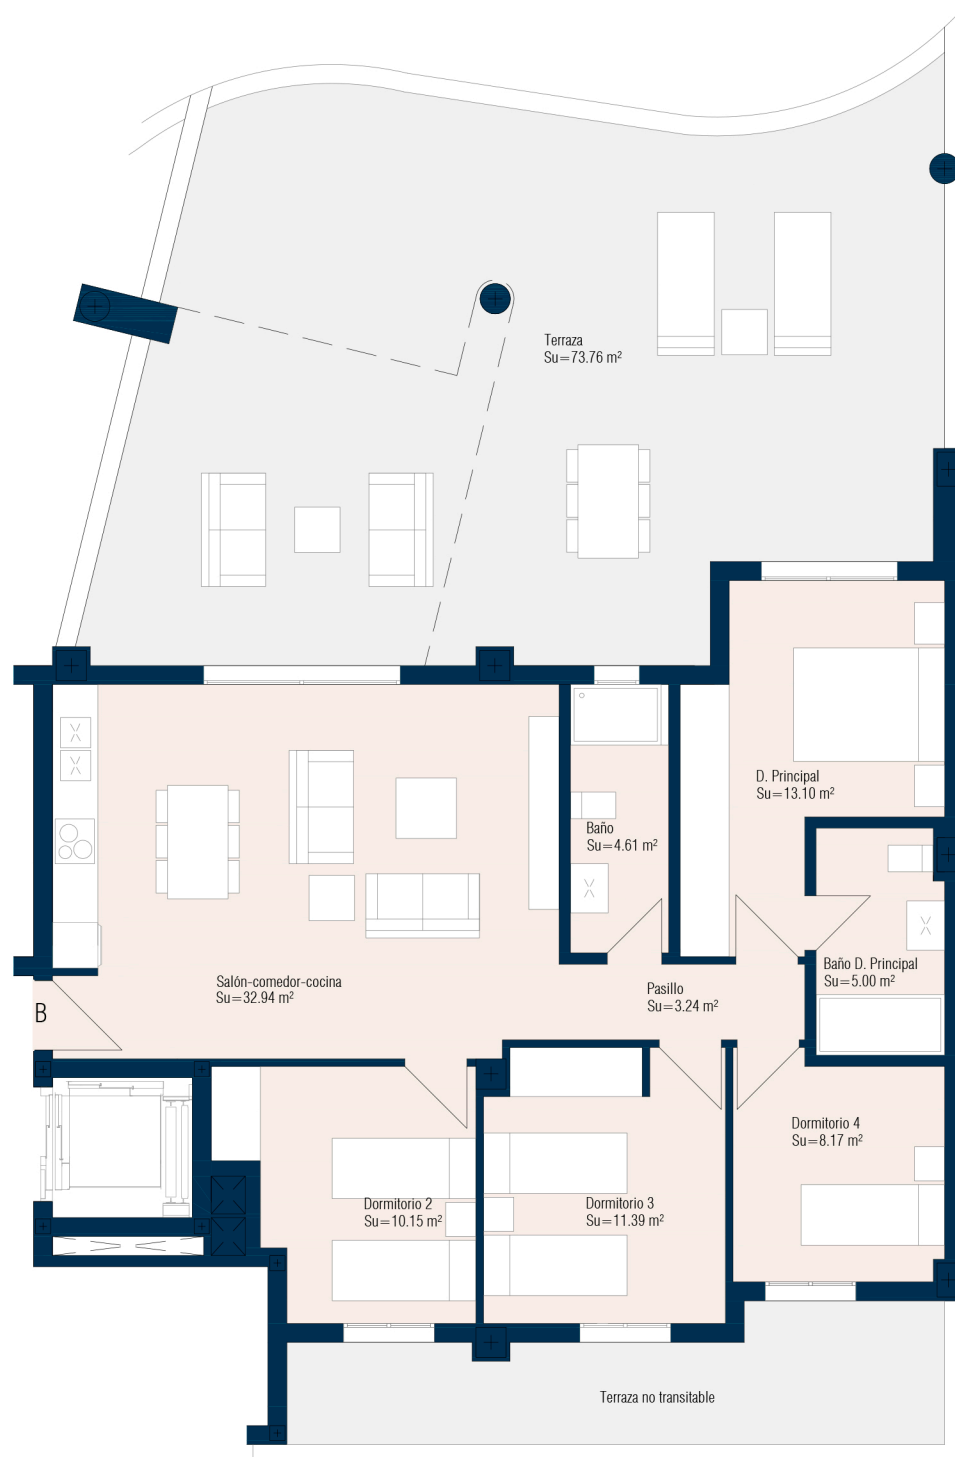 Terraza
Su=73.76 m²
D. Principal
Su=13.10 m²
Baño
Su=4.61 m²
Baño D. Principal
Su=5.00 m²
Salón-comedor-cocina
Su=32.94 m²
Pasillo
Su=3.24 m²
B
Dormitorio 4
Su=8.17 m²
Dormitorio 2
Su=10.15 m²
Dormitorio 3
Su=11.39 m²
Terraza no transitable